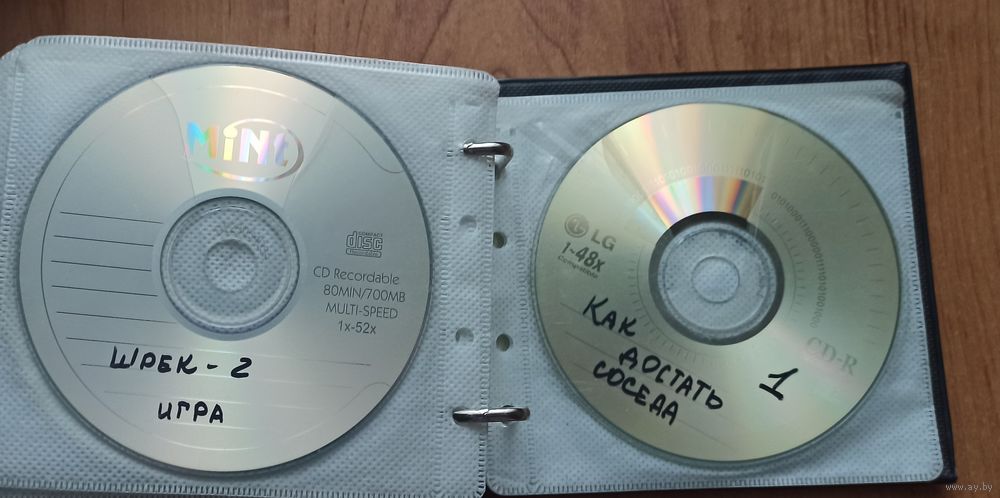 MiNt
COMPACT
disc
Recordable
CD Recordable
80MIN/700MB
MULTI-SPEED
1x-52x
ШРЕК - 2
ИГРА
LG
1-48x
Compatible
КАК
ДОСТАТЬ
СОСЕДА
1
CD-R
www.ay.by